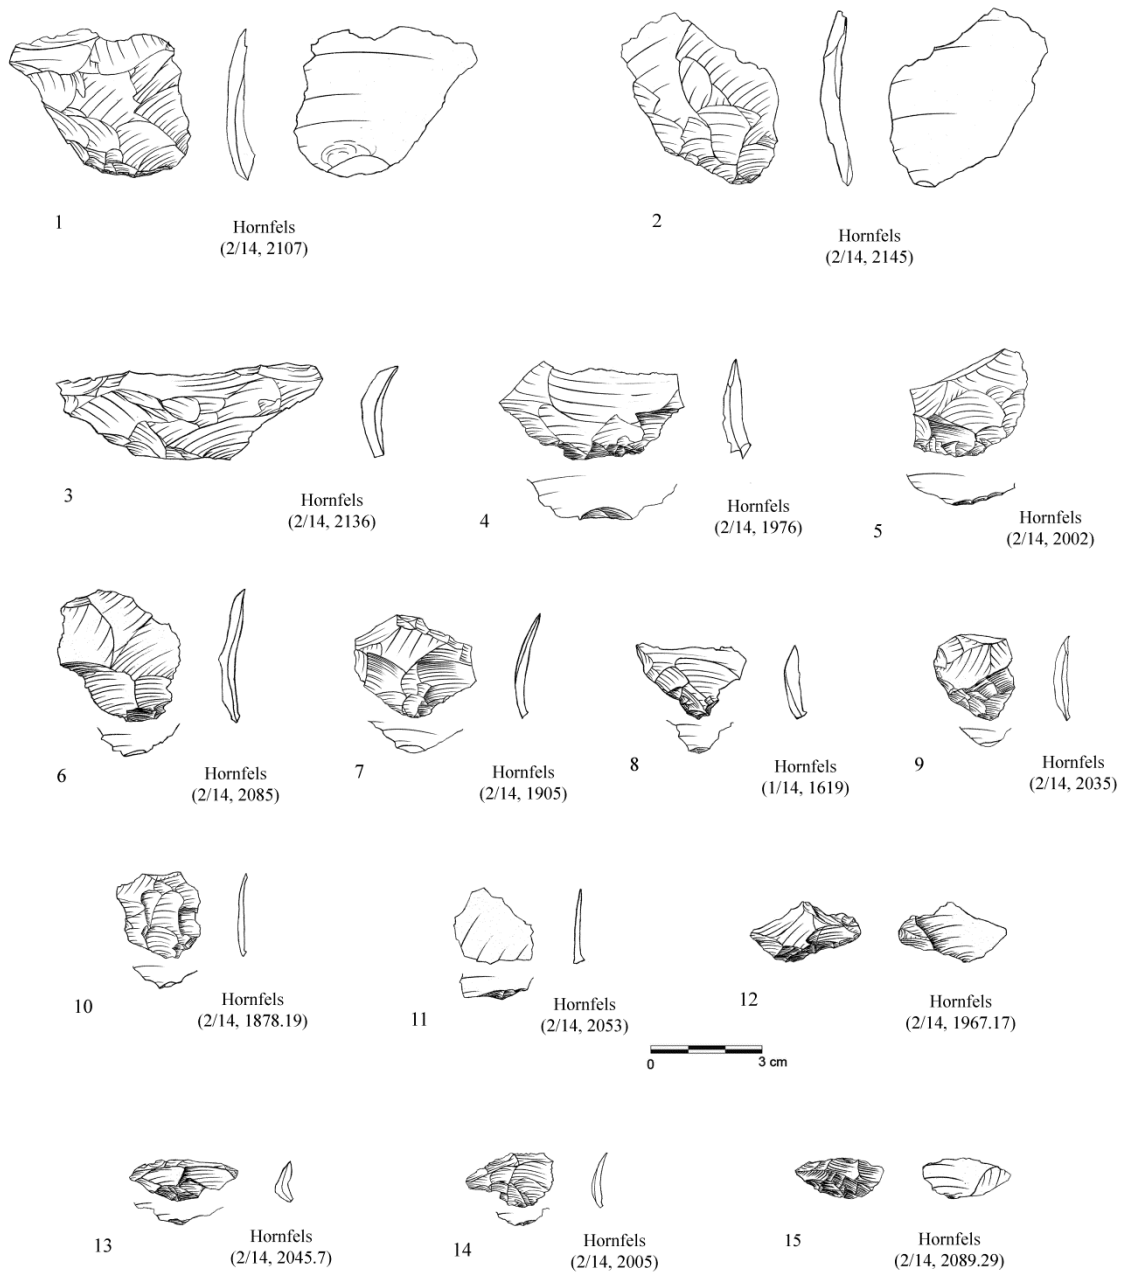 1
Hornfels
(2/14, 2107)
2
Hornfels
(2/14, 2145)
3
Hornfels
(2/14, 2136)
4
Hornfels
(2/14, 1976)
5
Hornfels
(2/14, 2002)
6
Hornfels
(2/14, 2085)
7
Hornfels
(2/14, 1905)
8
Hornfels
(1/14, 1619)
9
Hornfels
(2/14, 2035)
10
Hornfels
(2/14, 1878.19)
11
Hornfels
(2/14, 2053)
12
Hornfels
(2/14, 1967.17)
0 3 cm
13
Hornfels
(2/14, 2045.7)
14
Hornfels
(2/14, 2005)
15
Hornfels
(2/14, 2089.29)